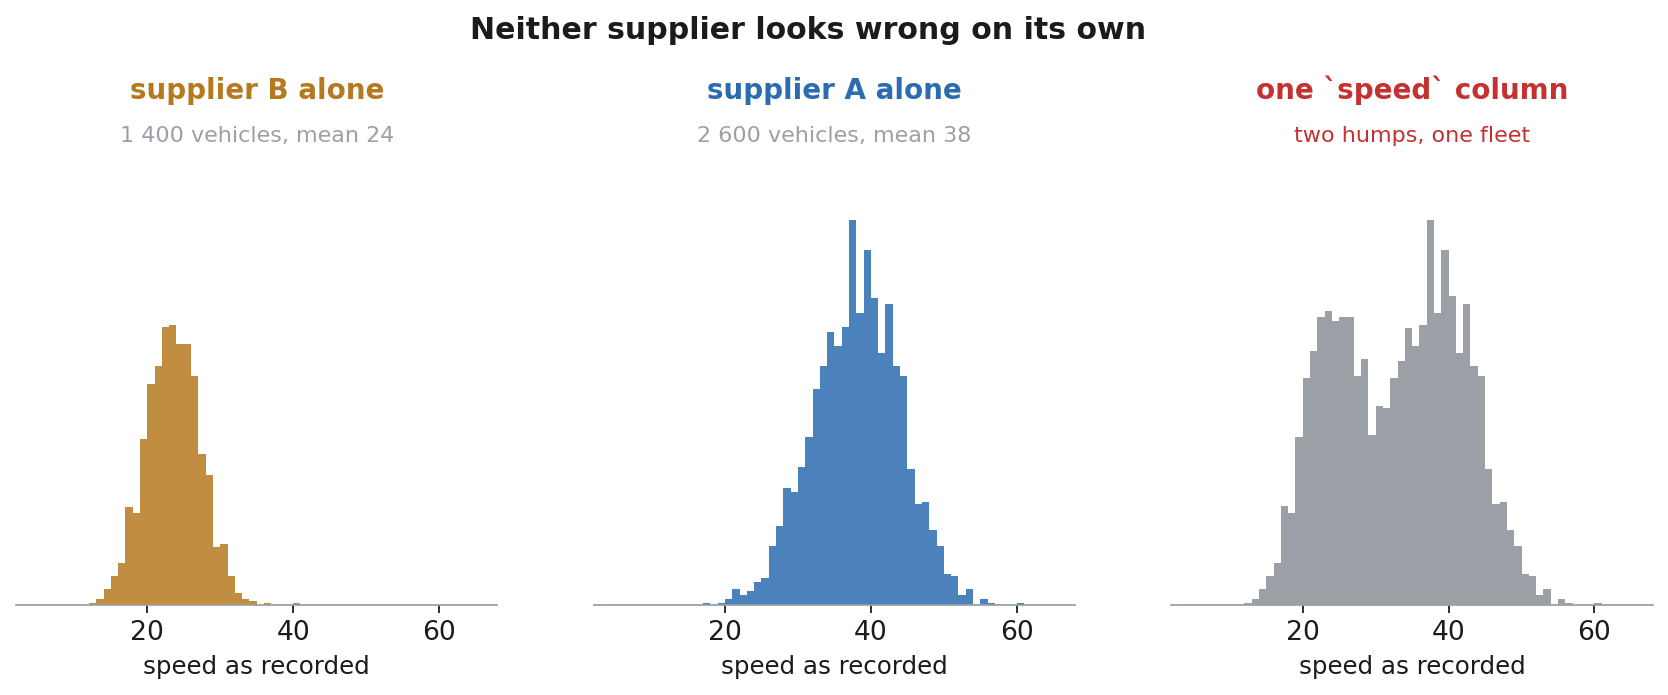 Neither supplier looks wrong on its own
supplier B alone
1 400 vehicles, mean 24
20 40 60
speed as recorded
supplier A alone
2 600 vehicles, mean 38
20 40 60
speed as recorded
one `speed` column
two humps, one fleet
20 40 60
speed as recorded